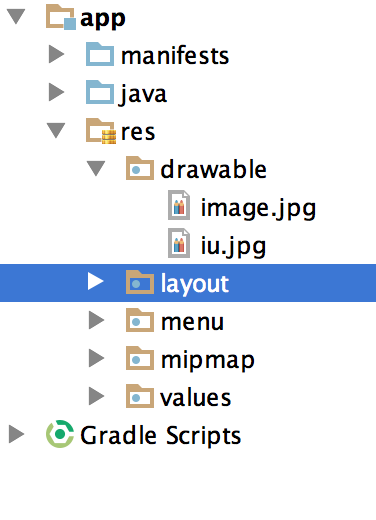 app
manifests
java
res
drawable
image.jpg
iu.jpg
layout
menu
mipmap
values
Gradle Scripts